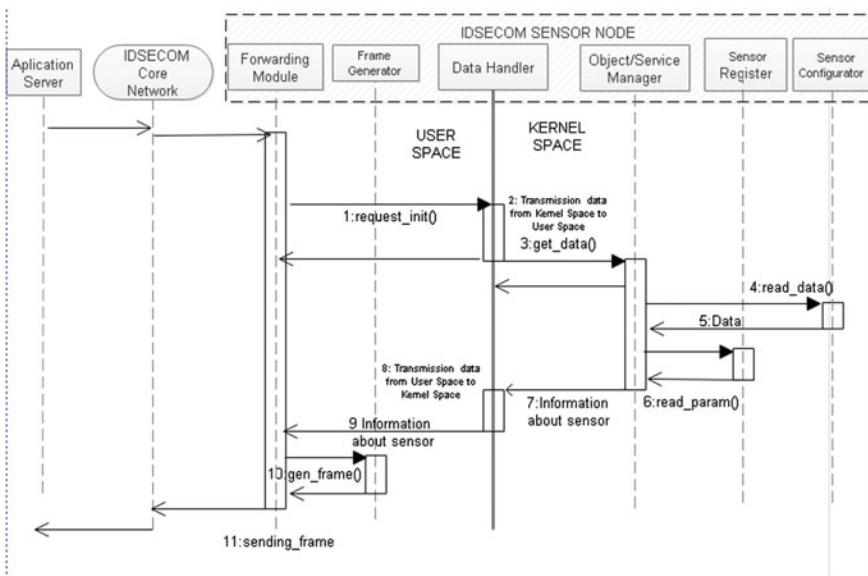 IDSECOM SENSOR NODE
Aplication
Server
IDSECOM
Core
Network
Forwarding
Module
Frame
Generator
Data Handler
Object/Service
Manager
Sensor
Register
Sensor
Configurator
USER
SPACE
KERNEL
SPACE
1:request_init()
2: Transmission data
from Kernel Space to
User Space
3:get_data()
4:read_data()
5:Data
6:read_param()
7:Information
about sensor
8: Transmission data
from User Space to
Kernel Space
9 Information
about sensor
10:gen_frame()
11:sending_frame